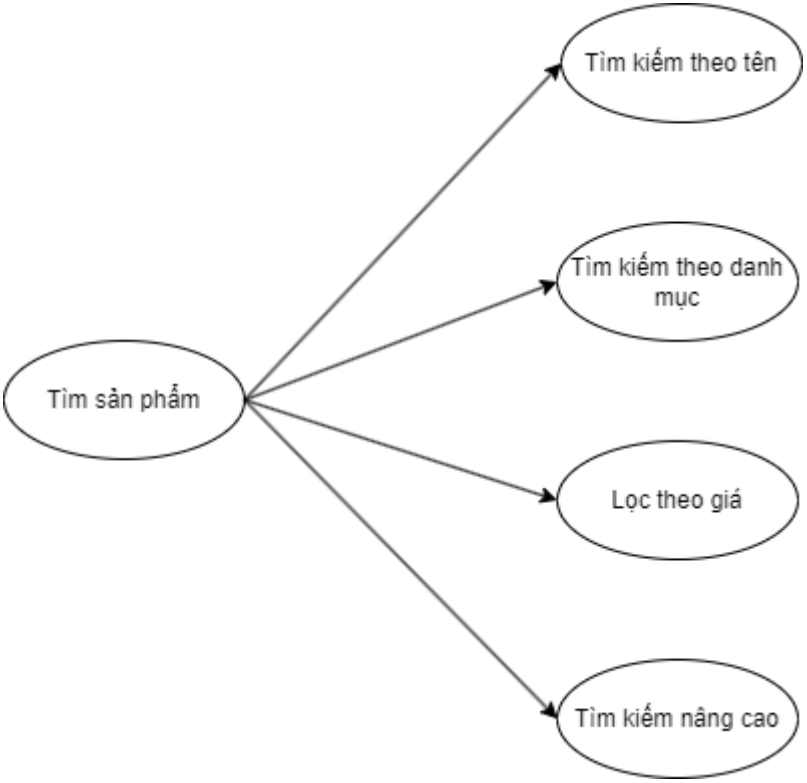 Tìm kiếm theo tên
Tìm kiếm theo danh
mục
Tìm sản phẩm
Lọc theo giá
Tìm kiếm nâng cao